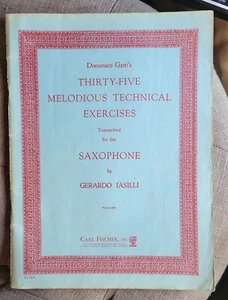 Domenico Gatti's
THIRTY-FIVE
MELODIOUS TECHNICAL
EXERCISES
Transcribed
for the
SAXOPHONE
by
GERARDO IASILLI
CARL FISCHER, INC.